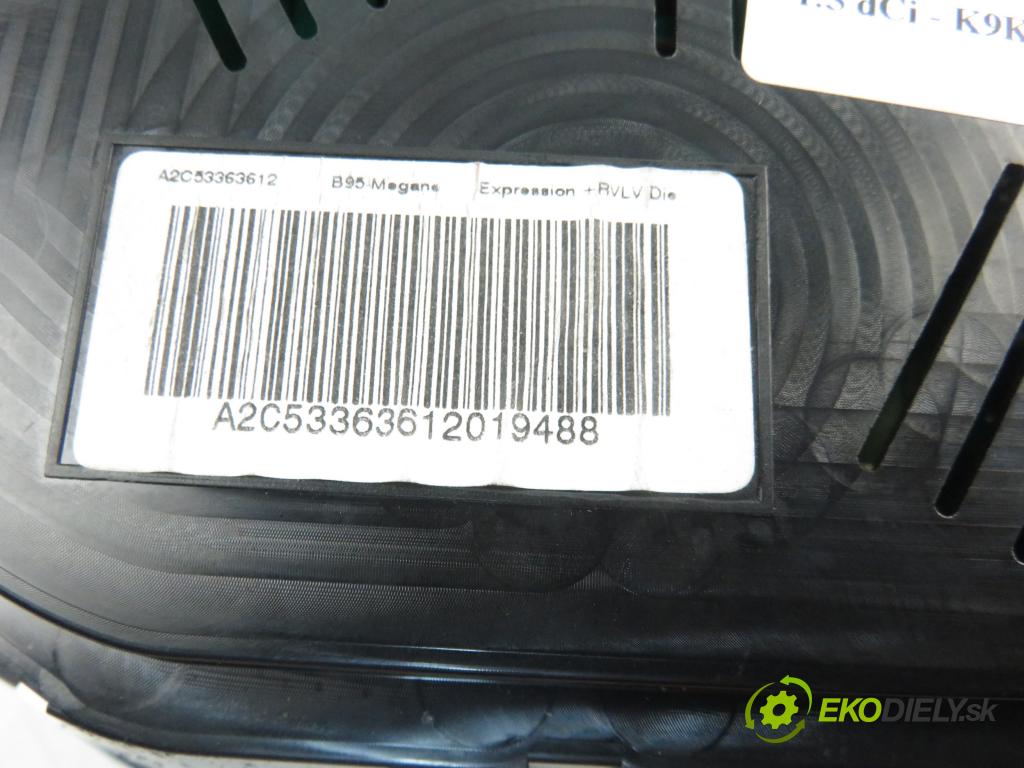 1.5 dCi - K9K
A2C53363612 B95 Megane Expression +RVLV Die
A2C53363612019488
EKODIELY.sk